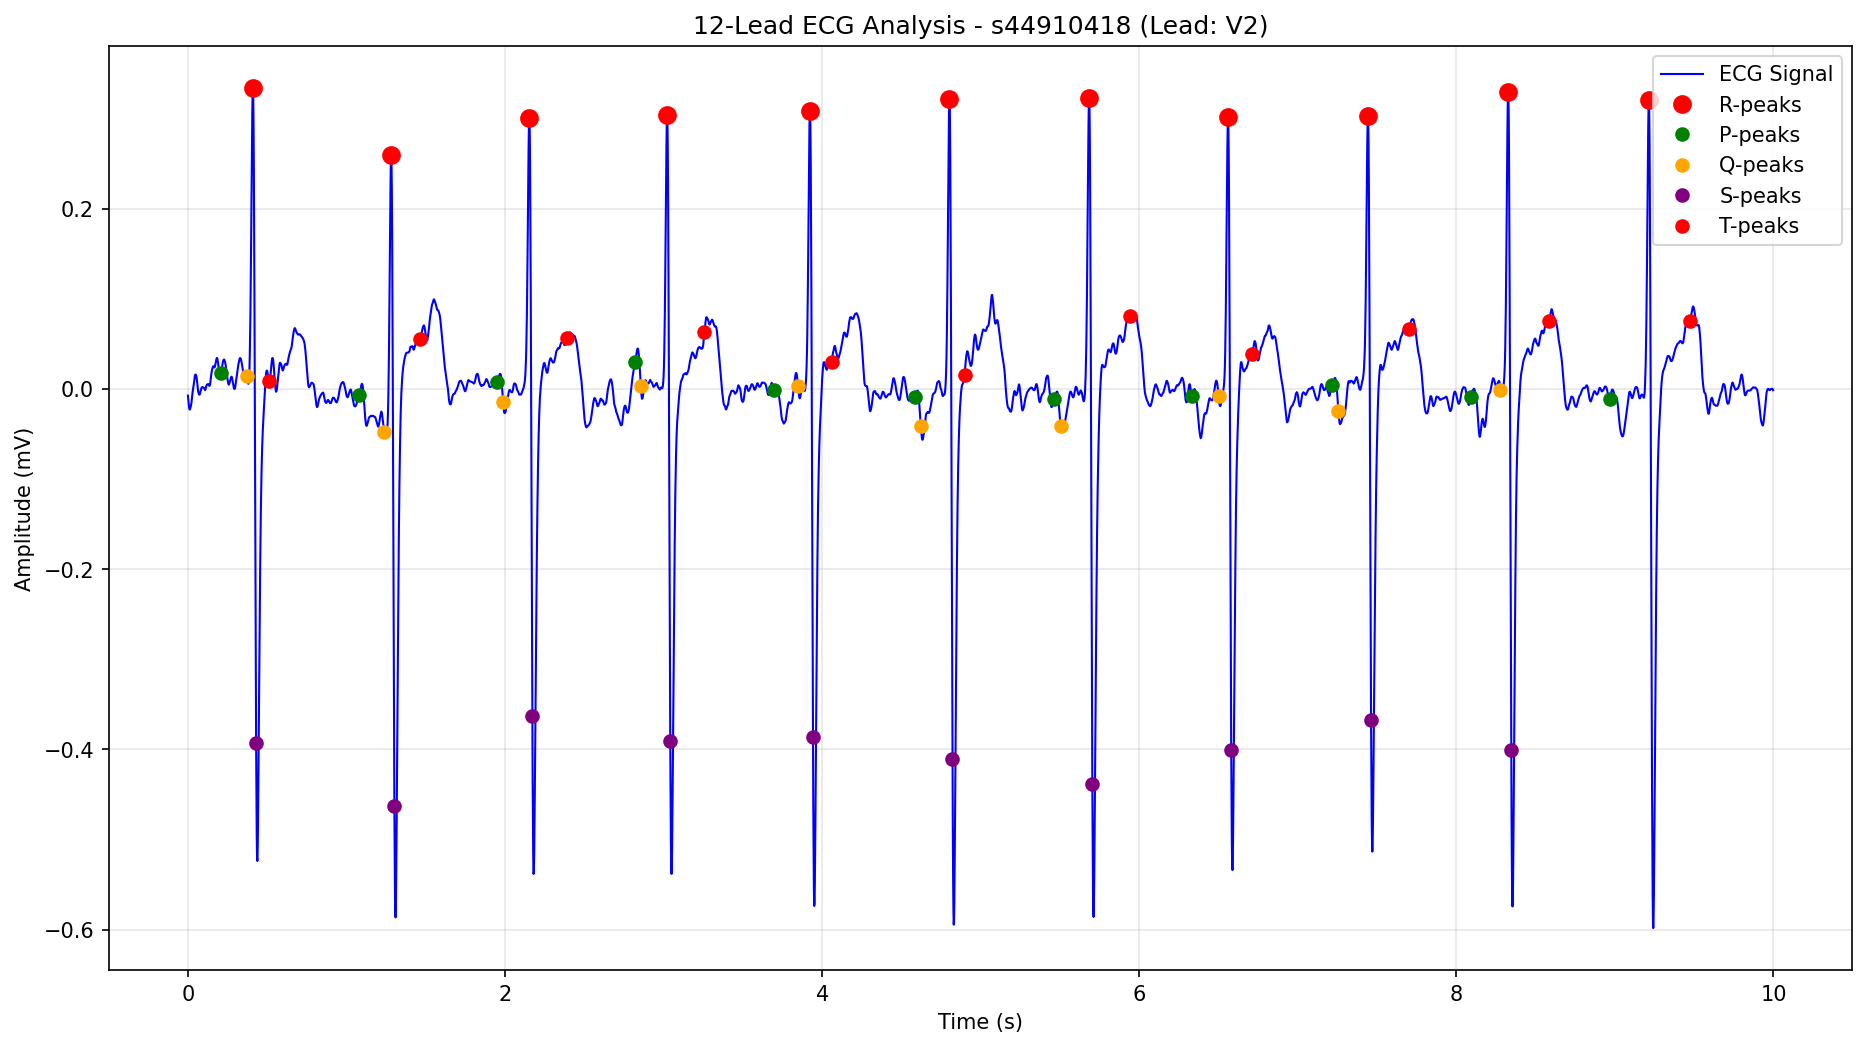 12-Lead ECG Analysis - s44910418 (Lead: V2)
ECG Signal
R-peaks
P-peaks
Q-peaks
S-peaks
T-peaks
Amplitude (mV)
0.2
0.0
−0.2
−0.4
−0.6
0 2 4 6 8 10
Time (s)